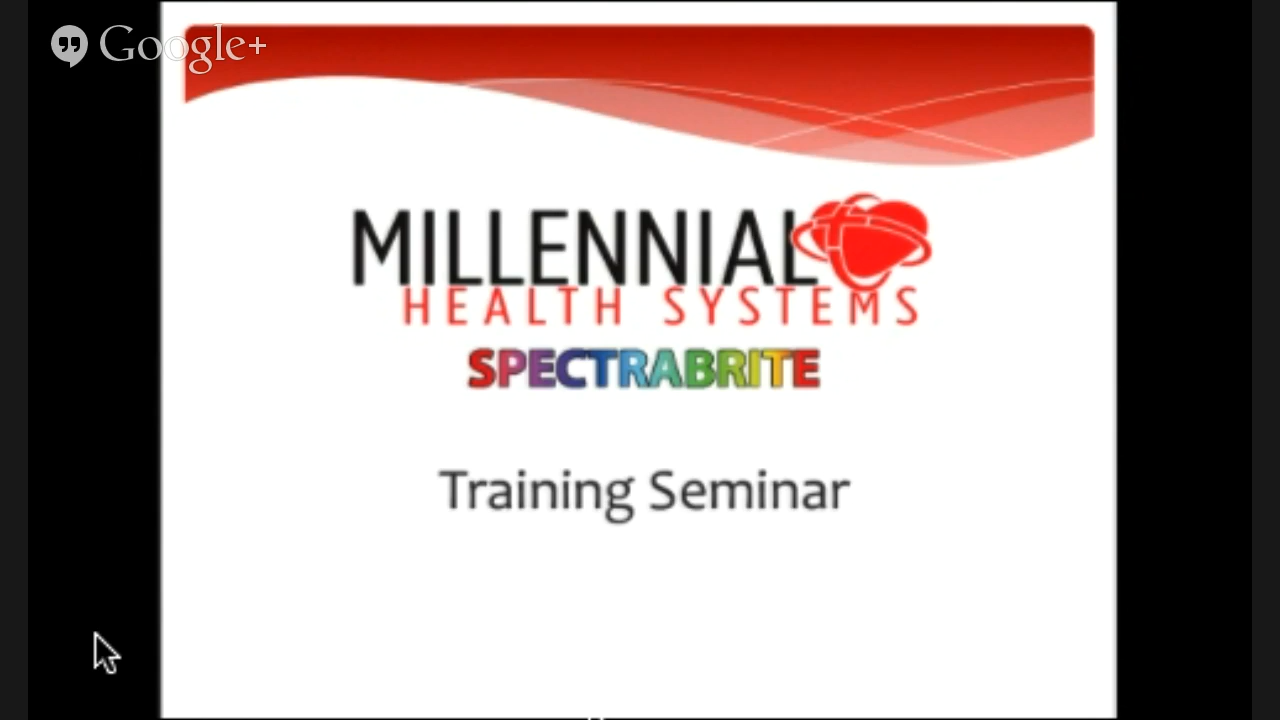 Google+
MILLENNIAL
HEALTH SYSTEMS
SPECTRABRITE
Training Seminar